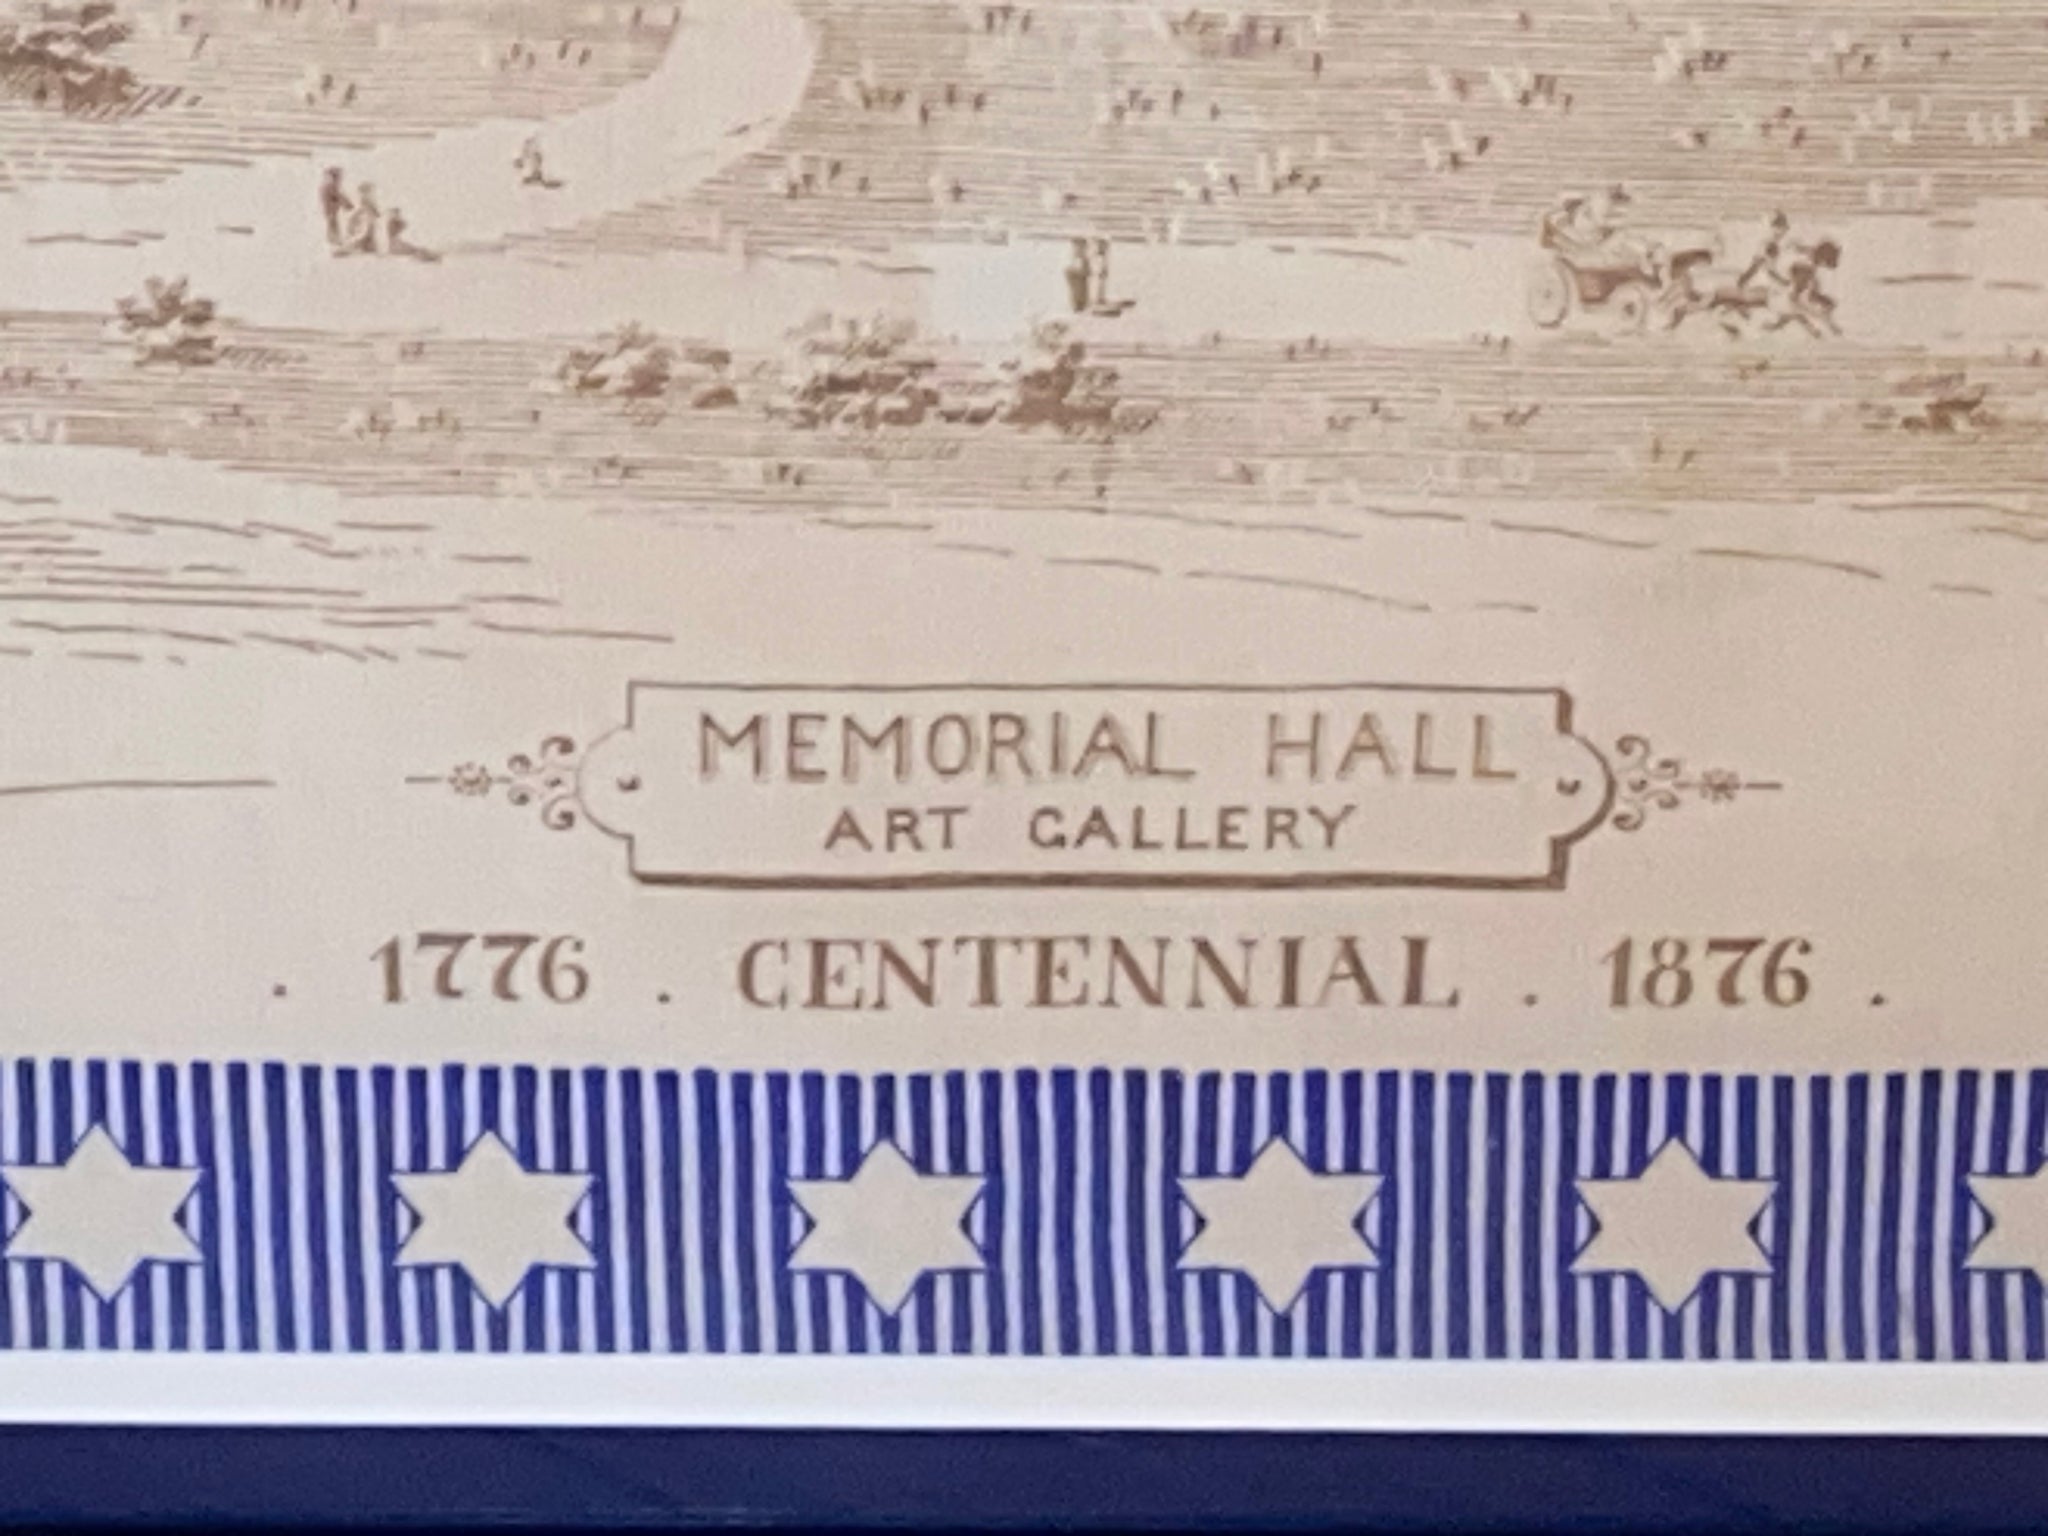 MEMORIAL HALL
ART GALLERY
. 1776 . CENTENNIAL . 1876 .